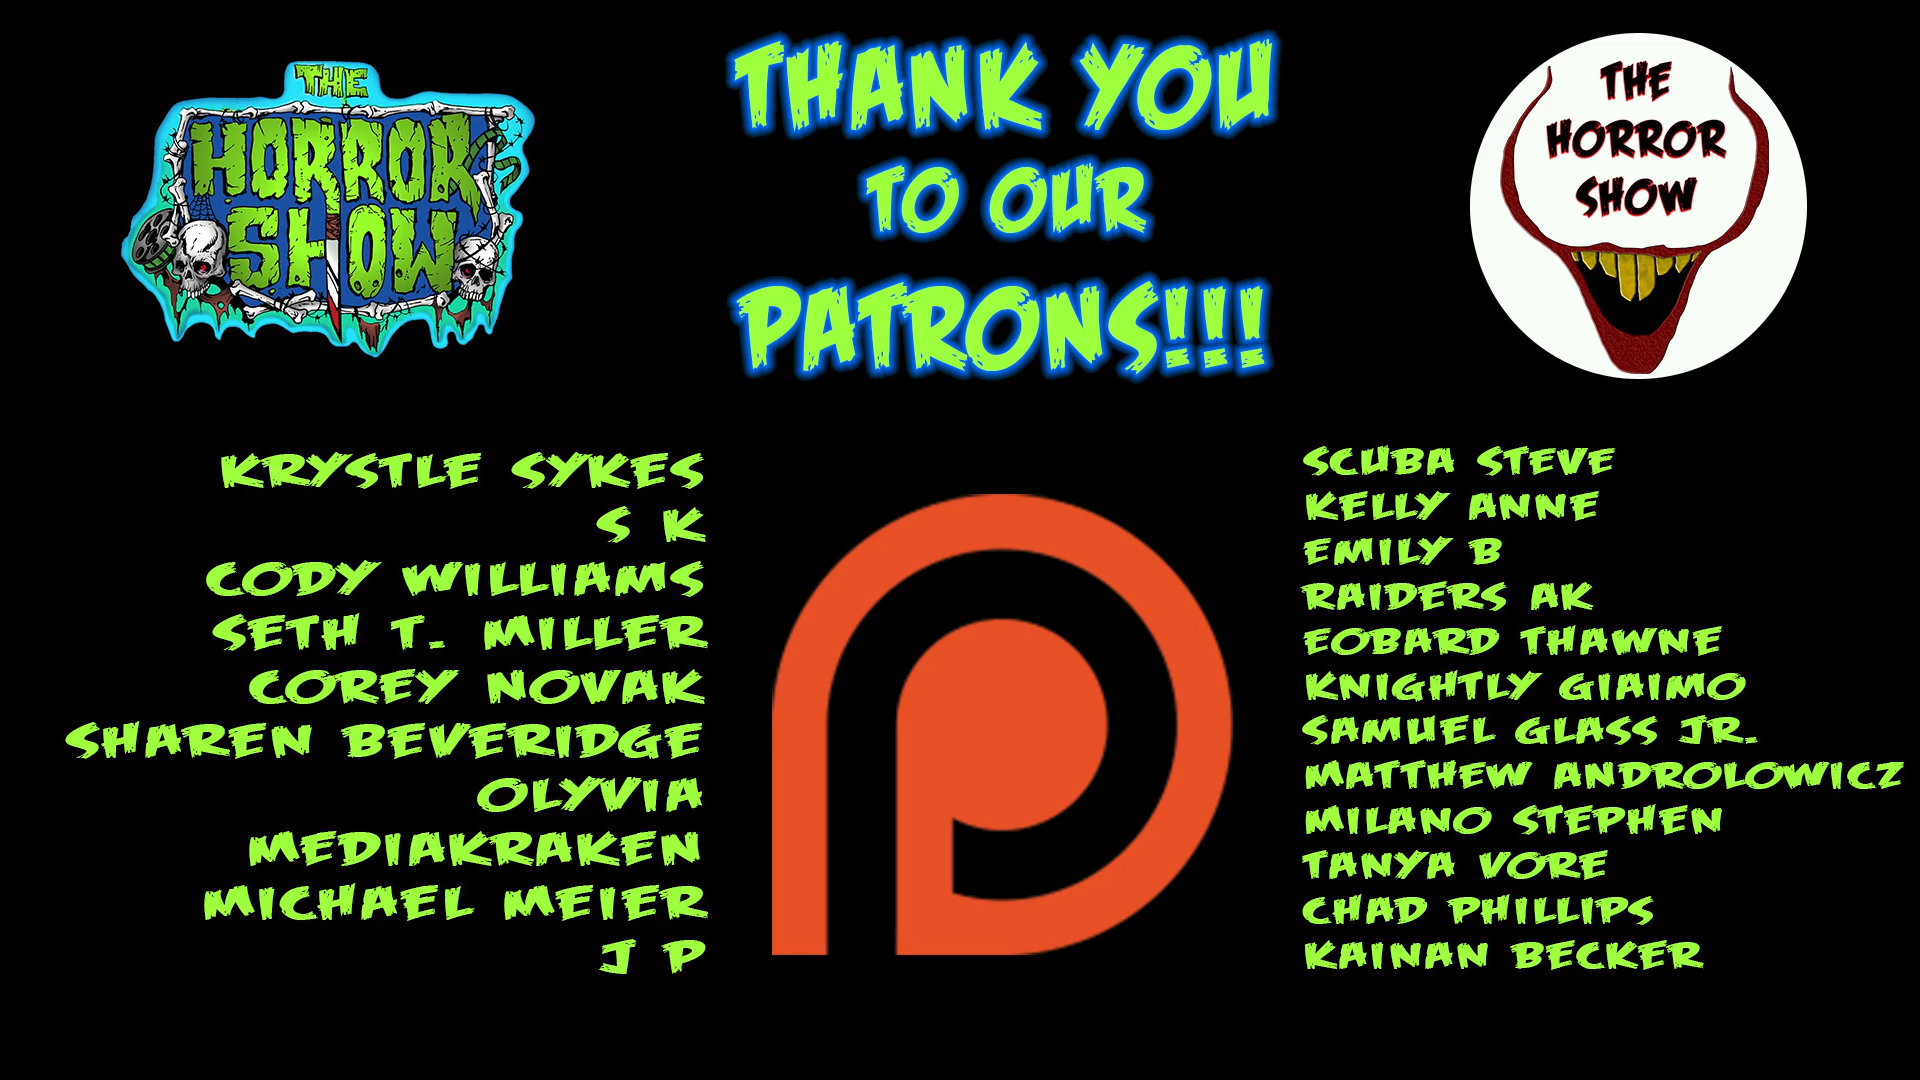 THE
HORROR
SHOW
THANK YOU
TO OUR
PATRONS!!!
THE
HORROR
SHOW
KRYSTLE SYKES
S K
CODY WILLIAMS
SETH T. MILLER
COREY NOVAK
SHAREN BEVERIDGE
OLYVIA
MEDIAKRAKEN
MICHAEL MEIER
J P
SCUBA STEVE
KELLY ANNE
EMILY B
RAIDERS AK
EOBARD THAWNE
KNIGHTLY GIAIMO
SAMUEL GLASS JR.
MATTHEW ANDROLOWICZ
MILANO STEPHEN
TANYA VORE
CHAD PHILLIPS
KAINAN BECKER